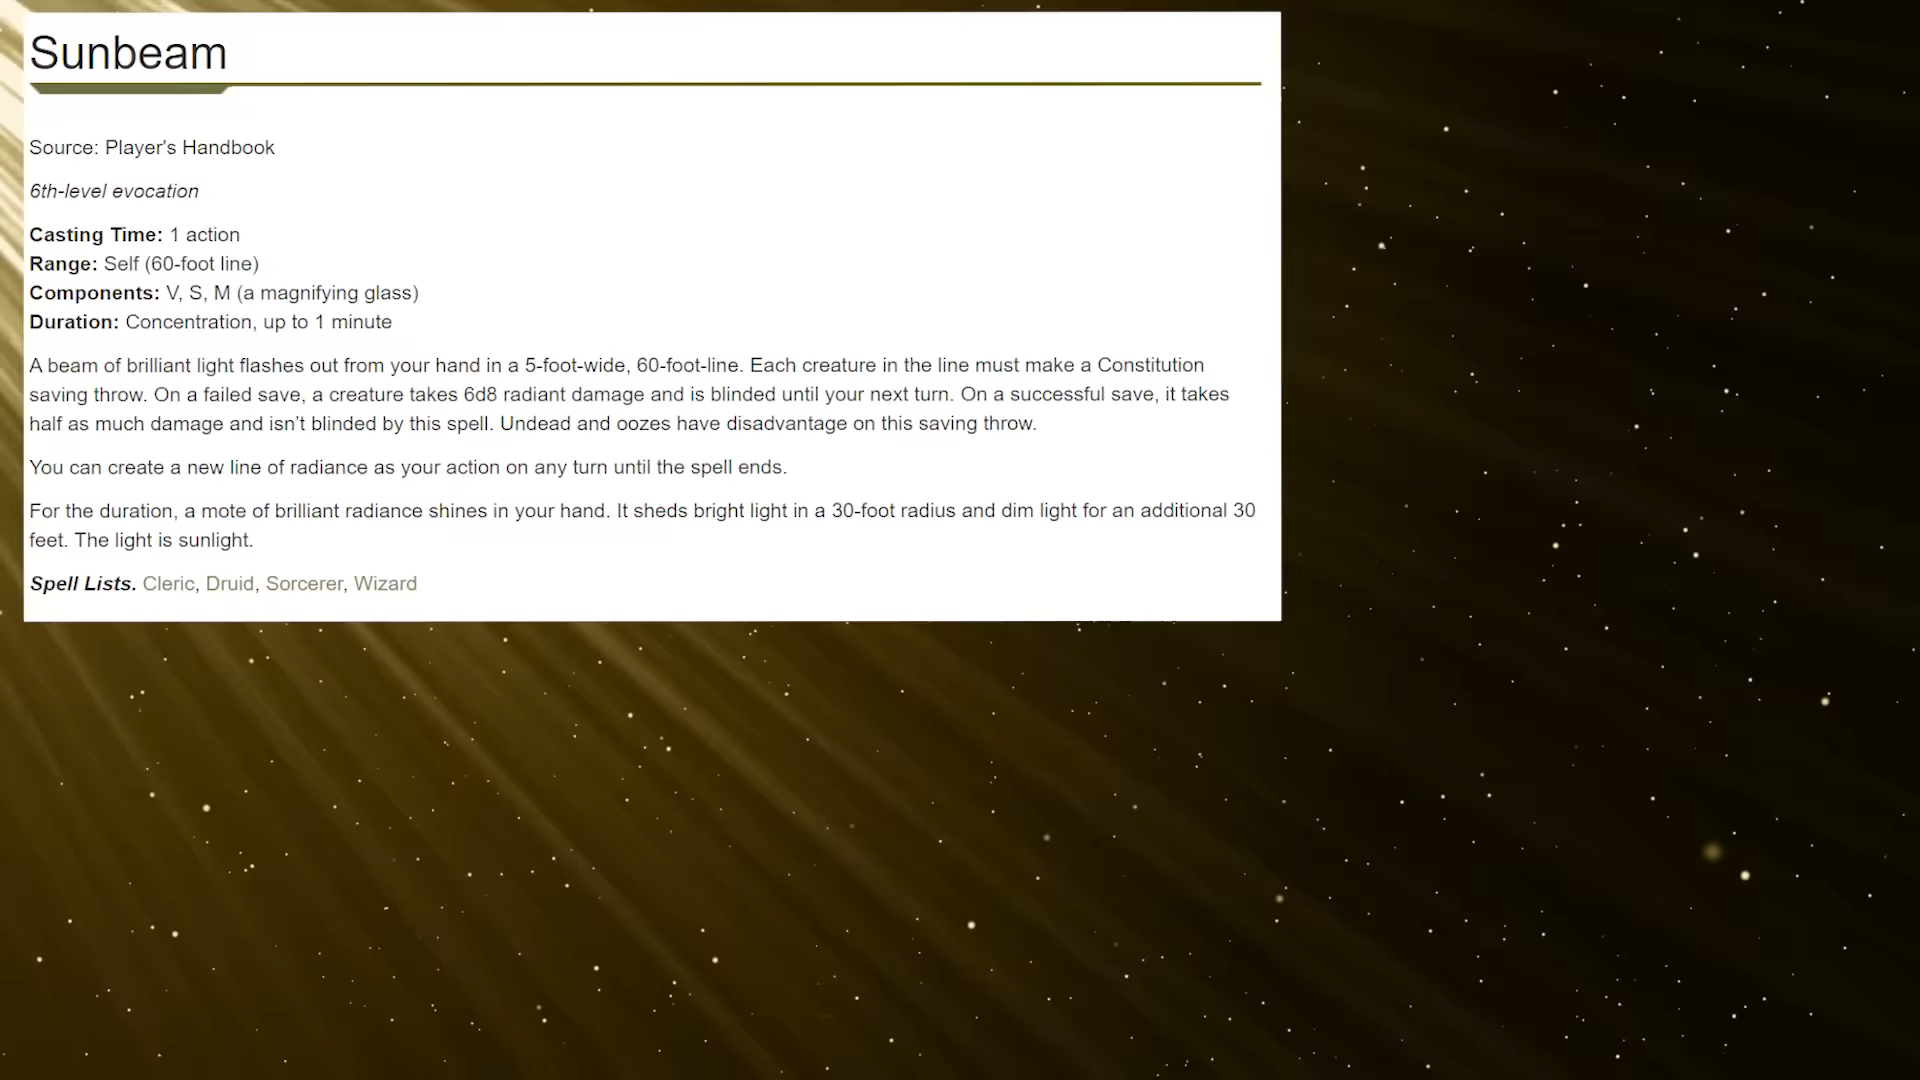 Sunbeam
Source: Player's Handbook
6th-level evocation
Casting Time: 1 action
Range: Self (60-foot line)
Components: V, S, M (a magnifying glass)
Duration: Concentration, up to 1 minute
A beam of brilliant light flashes out from your hand in a 5-foot-wide, 60-foot-line. Each creature in the line must make a Constitution
saving throw. On a failed save, a creature takes 6d8 radiant damage and is blinded until your next turn. On a successful save, it takes
half as much damage and isn’t blinded by this spell. Undead and oozes have disadvantage on this saving throw.
You can create a new line of radiance as your action on any turn until the spell ends.
For the duration, a mote of brilliant radiance shines in your hand. It sheds bright light in a 30-foot radius and dim light for an additional 30
feet. The light is sunlight.
Spell Lists. Cleric, Druid, Sorcerer, Wizard